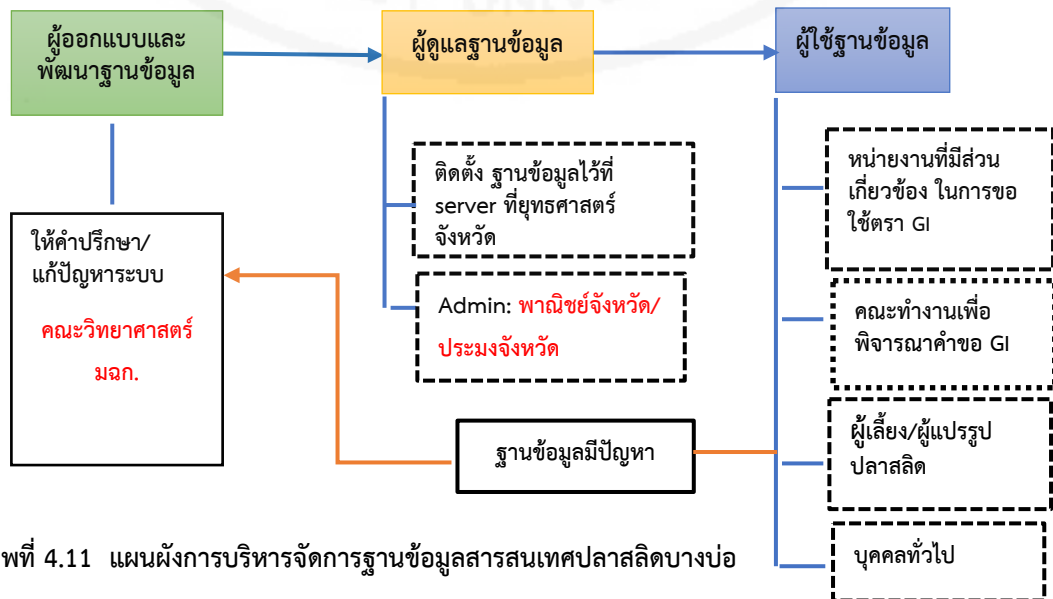 ผู้ออกแบบและ
พัฒนาฐานข้อมูล
ผู้ดูแลฐานข้อมูล
ผู้ใช้ฐานข้อมูล
ให้คำปรึกษา/
แก้ปัญหาระบบ
คณะวิทยาศาสตร์
มฉก.
ติดตั้ง ฐานข้อมูลไว้ที่
server ที่ยุทธศาสตร์
จังหวัด
Admin: พาณิชย์จังหวัด/
ประมงจังหวัด
ฐานข้อมูลมีปัญหา
หน่ายงานที่มีส่วน
เกี่ยวข้อง ในการขอ
ใช้ตรา GI
คณะทำงานเพื่อ
พิจารณาคำขอ GI
ผู้เลี้ยง/ผู้แปรรูป
ปลาสลิด
บุคคลทั่วไป
พที่ 4.11 แผนผังการบริหารจัดการฐานข้อมูลสารสนเทศปลาสลิดบางบ่อ